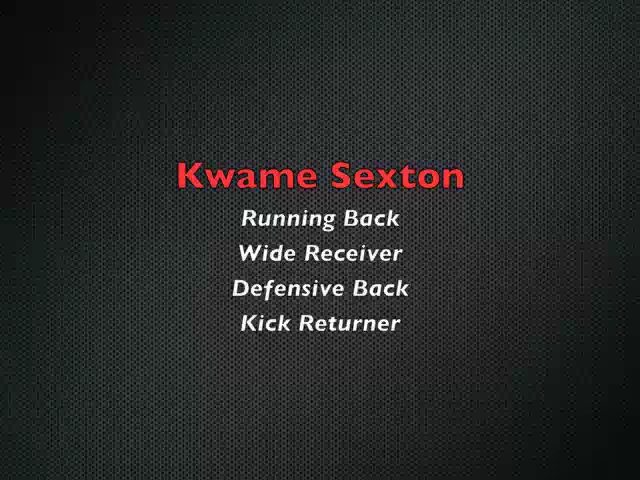 Kwame Sexton
Running Back
Wide Receiver
Defensive Back
Kick Returner